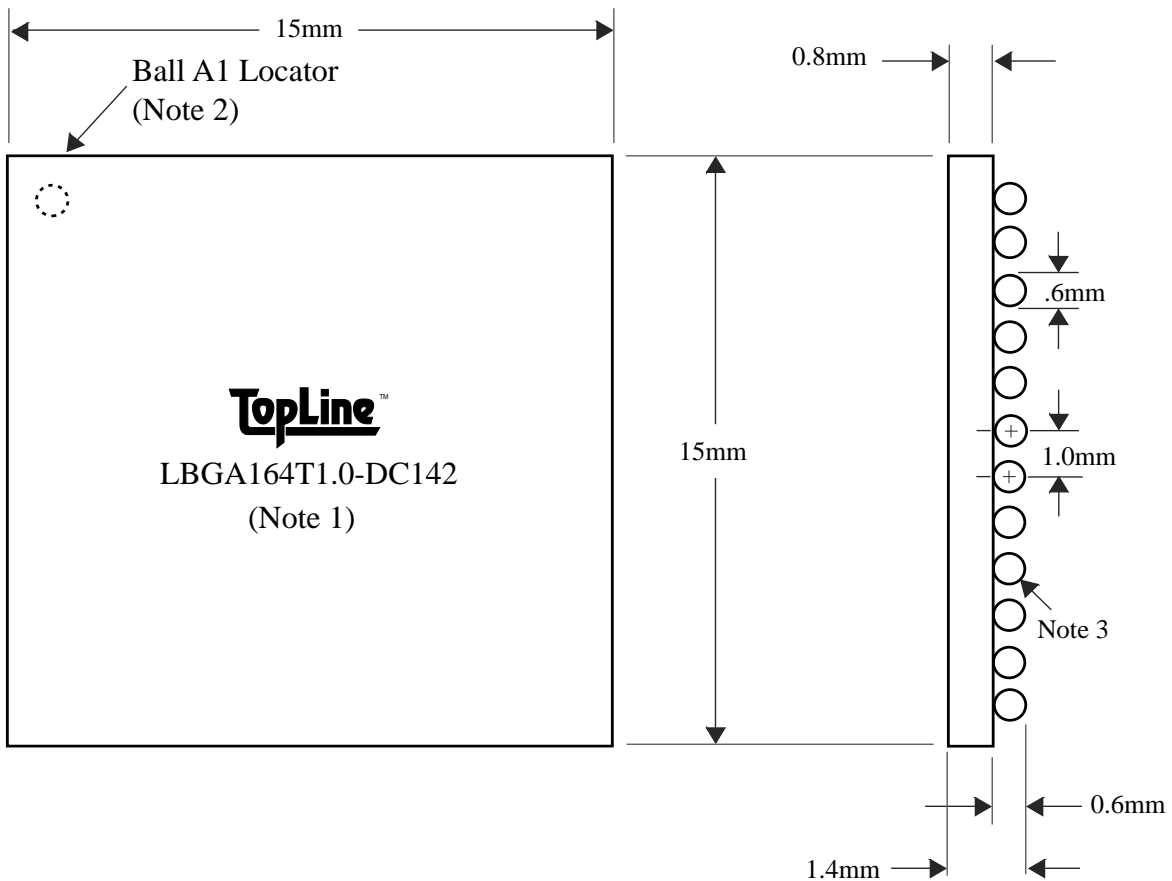 15mm
0.8mm
Ball A1 Locator
(Note 2)
.6mm
TopLine™
LBGA164T1.0-DC142
(Note 1)
15mm
1.0mm
Note 3
0.6mm
1.4mm